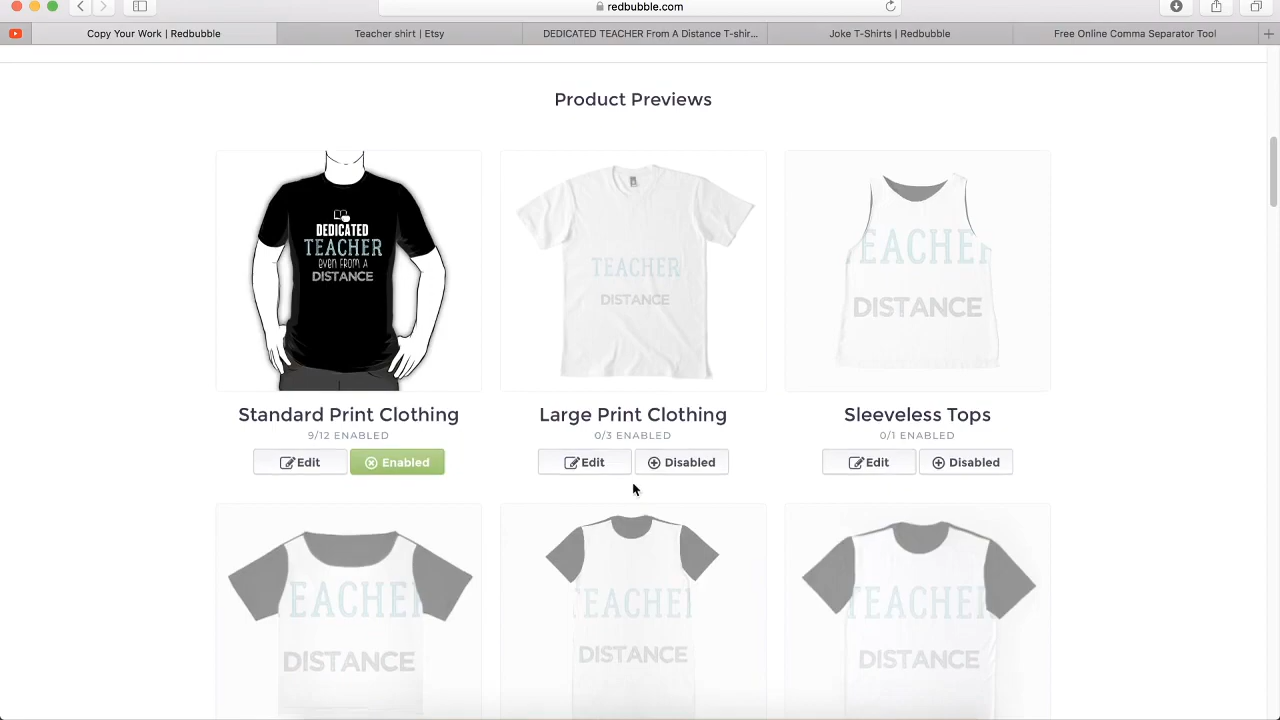 redbubble.com
Copy Your Work | Redbubble
Teacher shirt | Etsy
DEDICATED TEACHER From A Distance T-shir...
Joke T-Shirts | Redbubble
Free Online Comma Separator Tool
Product Previews
DEDICATED
TEACHER
EVEN FROM A
DISTANCE
TEACHER
DISTANCE
EACHER
DISTANCE
Standard Print Clothing
9/12 ENABLED
Edit
Enabled
Large Print Clothing
0/3 ENABLED
Edit
Disabled
Sleeveless Tops
0/1 ENABLED
Edit
Disabled
EACHER
DISTANCE
TEACHER
DISTANCE
TEACHER
DISTANCE